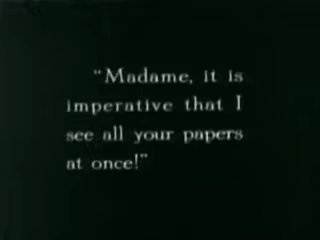 "Madame, it is
imperative that I
see all your papers
at once!"